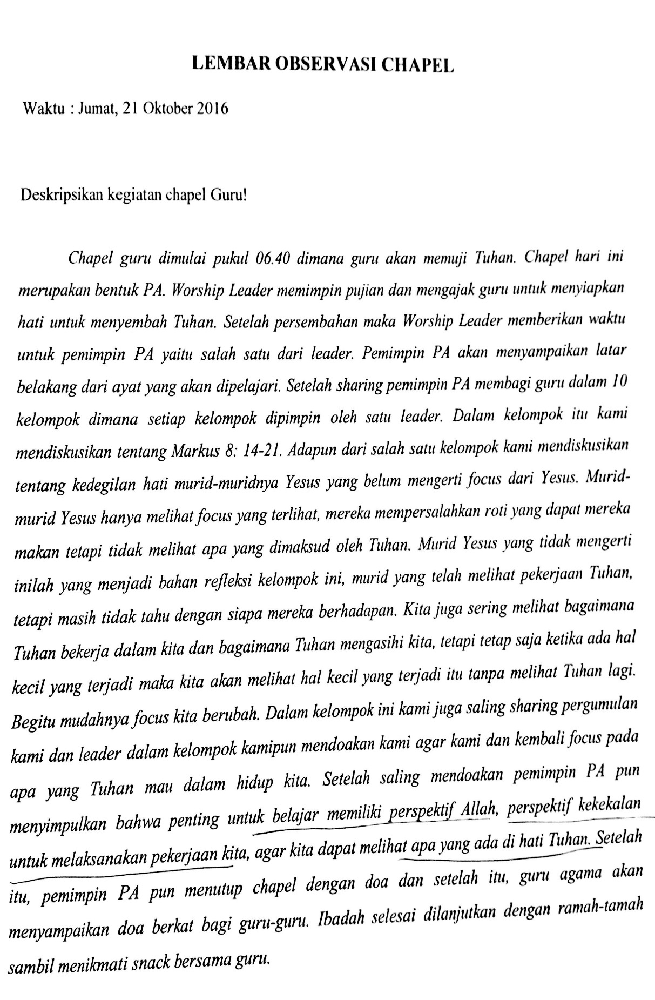 LEMBAR OBSERVASI CHAPEL
Waktu : Jumat, 21 Oktober 2016
Deskripsikan kegiatan chapel Guru!
Chapel guru dimulai pukul 06.40 dimana guru akan memuji Tuhan. Chapel hari ini
merupakan bentuk PA. Worship Leader memimpin pujian dan mengajak guru untuk menyiapkan
hati untuk menyembah Tuhan. Setelah persembahan maka Worship Leader memberikan waktu
untuk pemimpin PA yaitu salah satu dari leader. Pemimpin PA akan menyampaikan latar
belakang dari ayat yang akan dipelajari. Setelah sharing pemimpin PA membagi guru dalam 10
kelompok dimana setiap kelompok dipimpin oleh satu leader. Dalam kelompok itu kami
mendiskusikan tentang Markus 8: 14-21. Adapun dari salah satu kelompok kami mendiskusikan
tentang kedegilan hati murid-muridnya Yesus yang belum mengerti focus dari Yesus. Murid-
murid Yesus hanya melihat focus yang terlihat, mereka mempersalahkan roti yang dapat mereka
makan tetapi tidak melihat apa yang dimaksud oleh Tuhan. Murid Yesus yang tidak mengerti
inilah yang menjadi bahan refleksi kelompok ini, murid yang telah melihat pekerjaan Tuhan,
tetapi masih tidak tahu dengan siapa mereka berhadapan. Kita juga sering melihat bagaimana
Tuhan bekerja dalam kita dan bagaimana Tuhan mengasihi kita, tetapi tetap saja ketika ada hal
kecil yang terjadi maka kita akan melihat hal kecil yang terjadi itu tanpa melihat Tuhan lagi.
Begitu mudahnya focus kita berubah. Dalam kelompok ini kami juga saling sharing pergumulan
kami dan leader dalam kelompok kamipun mendoakan kami agar kami dan kembali focus pada
apa yang Tuhan mau dalam hidup kita. Setelah saling mendoakan pemimpin PA pun
menyimpulkan bahwa penting untuk belajar memiliki perspektif Allah, perspektif kekekalan
untuk melaksanakan pekerjaan kita, agar kita dapat melihat apa yang ada di hati Tuhan. Setelah
itu, pemimpin PA pun menutup chapel dengan doa dan setelah itu, guru agama akan
menyampaikan doa berkat bagi guru-guru. Ibadah selesai dilanjutkan dengan ramah-tamah
sambil menikmati snack bersama guru.